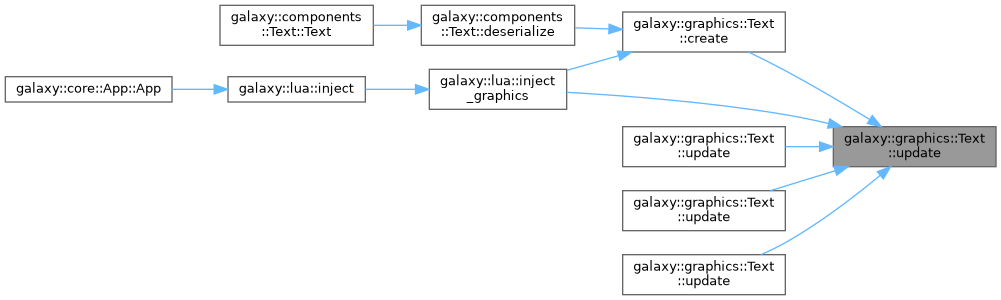 galaxy::components
::Text::Text
galaxy::components
::Text::deserialize
galaxy::graphics::Text
::create
galaxy::core::App::App
galaxy::lua::inject
galaxy::lua::inject
_graphics
galaxy::graphics::Text
::update
galaxy::graphics::Text
::update
galaxy::graphics::Text
::update
galaxy::graphics::Text
::update